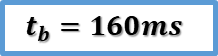 t_b = 160ms